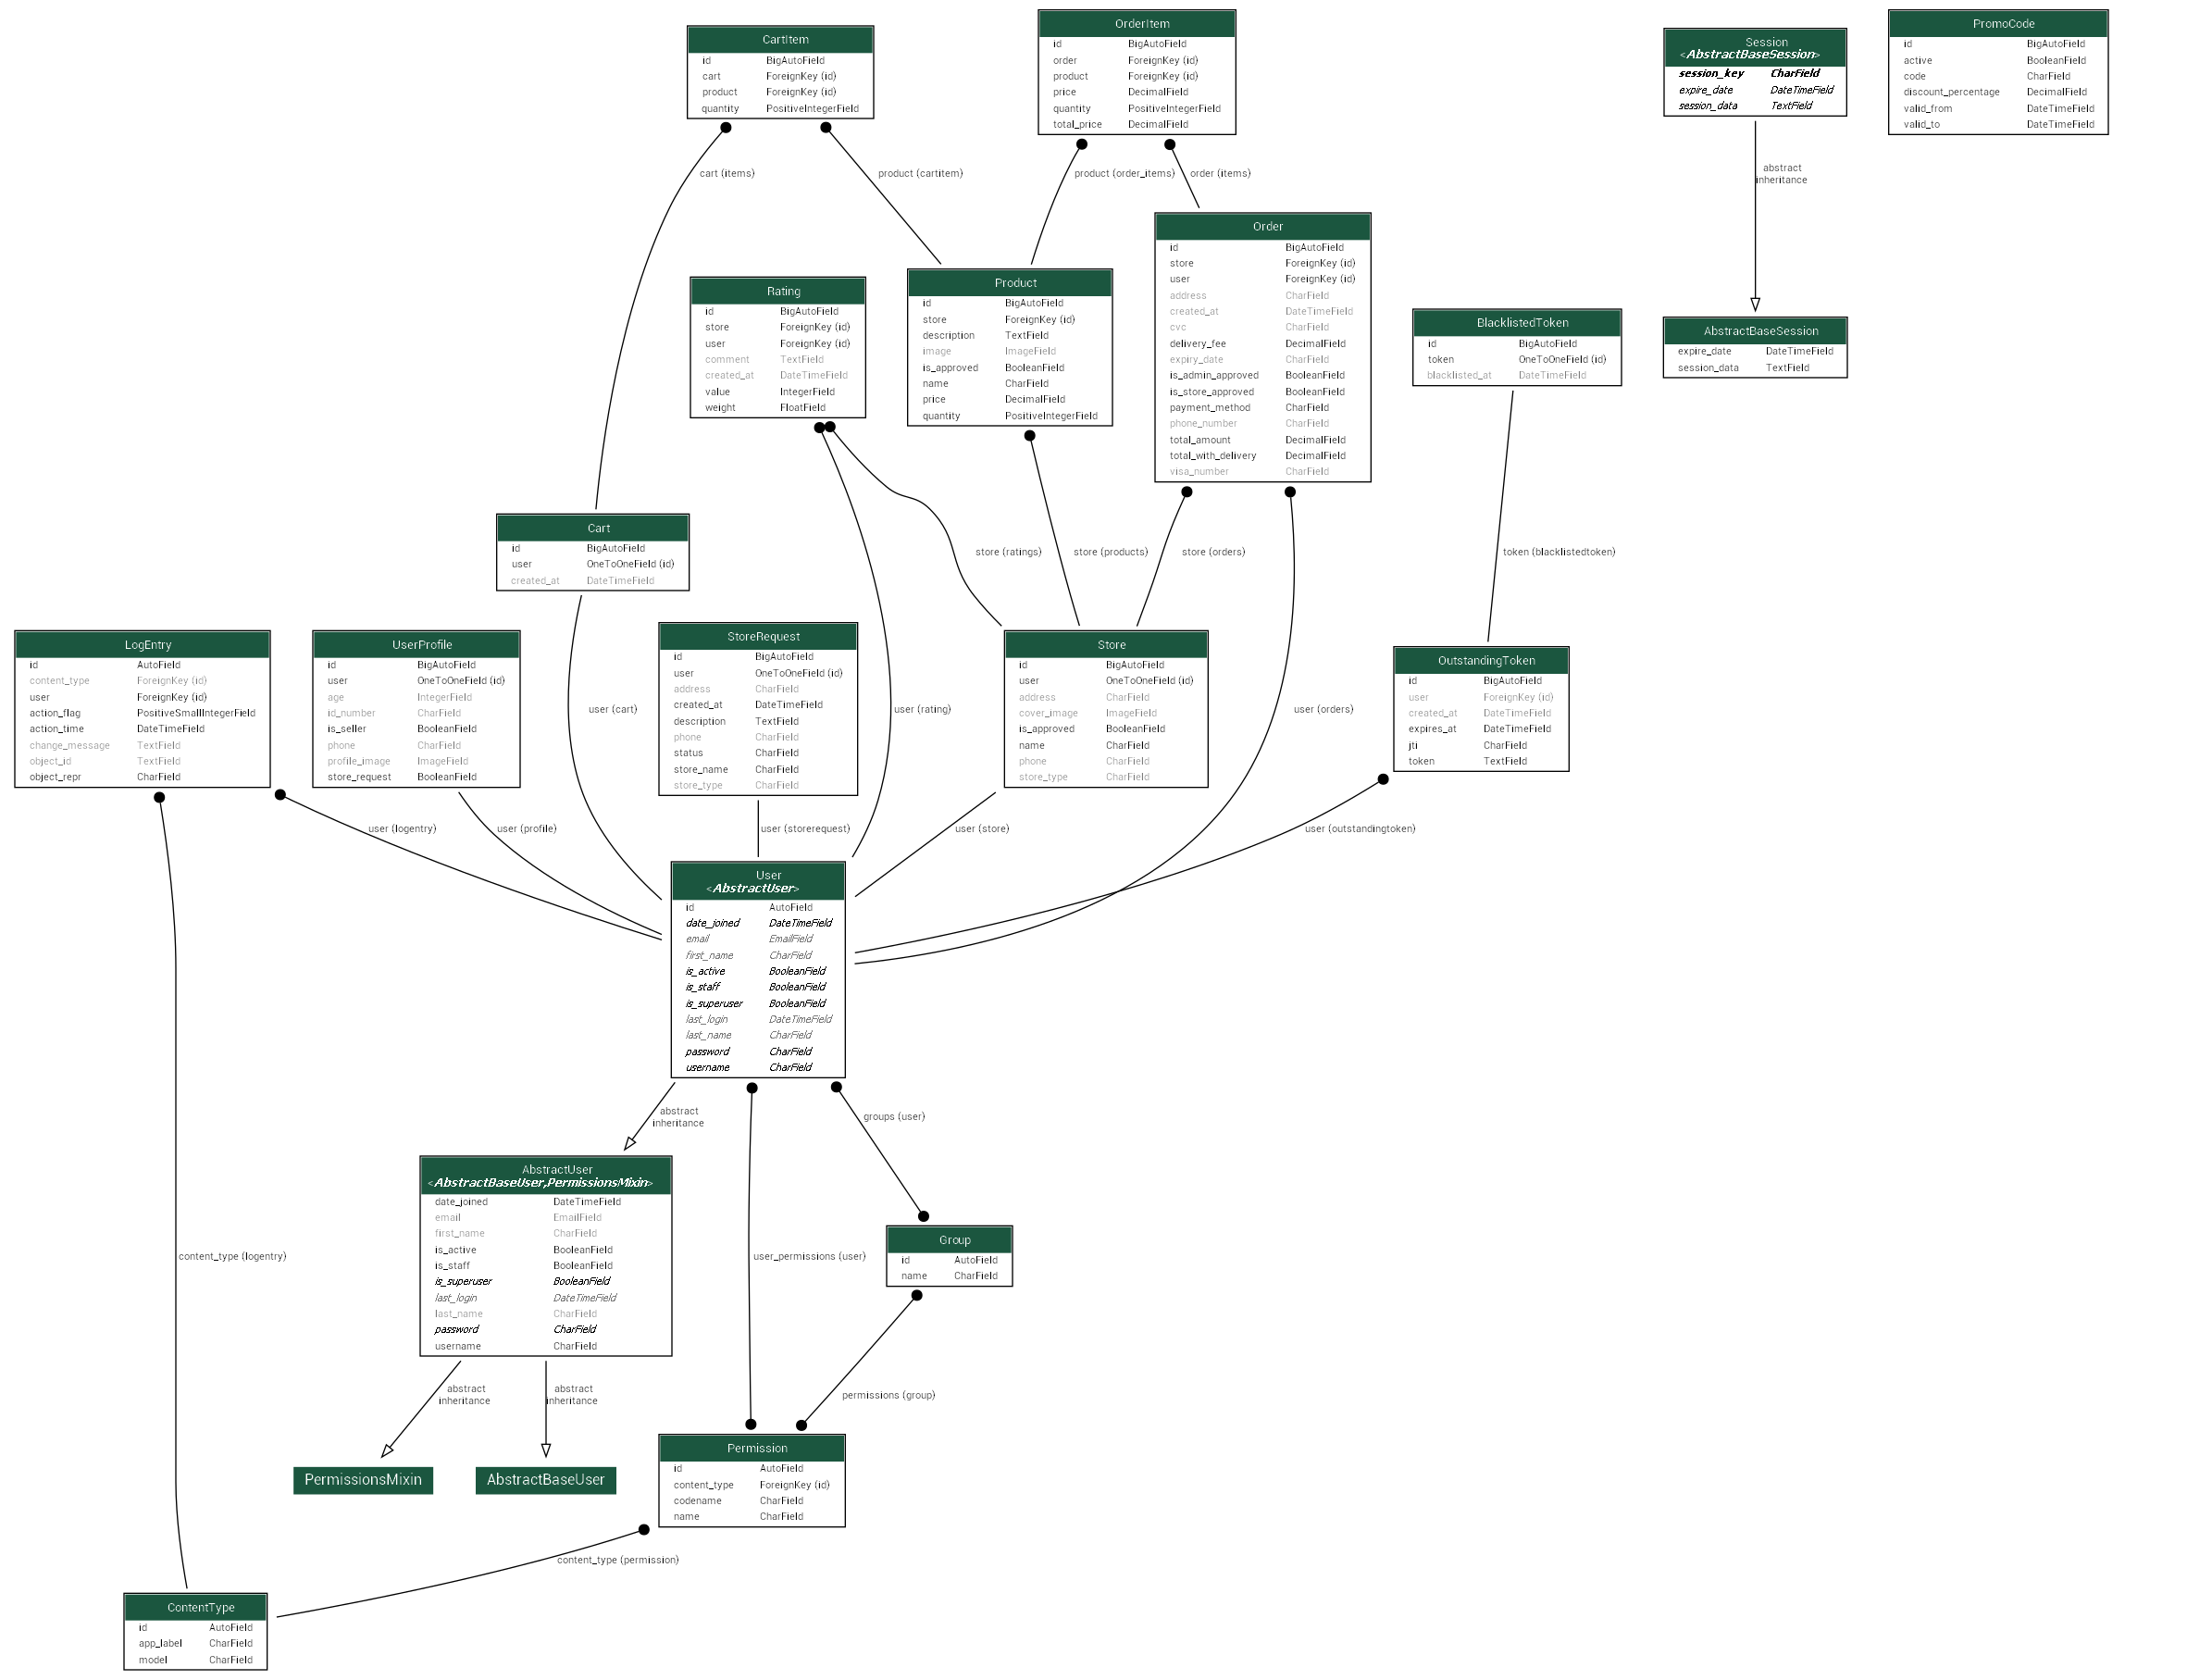 CartItem
id BigAutoField
cart ForeignKey (id)
product ForeignKey (id)
quantity PositiveIntegerField
OrderItem
id BigAutoField
order ForeignKey (id)
product ForeignKey (id)
price DecimalField
quantity PositiveIntegerField
total_price DecimalField
Session
<AbstractBaseSession>
session_key CharField
expire_date DateTimeField
session_data TextField
PromoCode
id BigAutoField
active BooleanField
code CharField
discount_percentage DecimalField
valid_from DateTimeField
valid_to DateTimeField
cart (items)
product (cartitem)
product (order_items)
order (items)
abstract
inheritance
Rating
id BigAutoField
store ForeignKey (id)
user ForeignKey (id)
comment TextField
created_at DateTimeField
value IntegerField
weight FloatField
Product
id BigAutoField
store ForeignKey (id)
description TextField
image ImageField
is_approved BooleanField
name CharField
price DecimalField
quantity PositiveIntegerField
Order
id BigAutoField
store ForeignKey (id)
user ForeignKey (id)
address CharField
created_at DateTimeField
cvc CharField
delivery_fee DecimalField
expiry_date CharField
is_admin_approved BooleanField
is_store_approved BooleanField
payment_method CharField
phone_number CharField
total_amount DecimalField
total_with_delivery DecimalField
visa_number CharField
BlacklistedToken
id BigAutoField
token OneToOneField (id)
blacklisted_at DateTimeField
AbstractBaseSession
expire_date DateTimeField
session_data TextField
Cart
id BigAutoField
user OneToOneField (id)
created_at DateTimeField
store (ratings)
store (products)
store (orders)
token (blacklistedtoken)
LogEntry
id AutoField
content_type ForeignKey (id)
user ForeignKey (id)
action_flag PositiveSmallIntegerField
action_time DateTimeField
change_message TextField
object_id TextField
object_repr CharField
UserProfile
id BigAutoField
user OneToOneField (id)
age IntegerField
id_number CharField
is_seller BooleanField
phone CharField
profile_image ImageField
store_request BooleanField
user (cart)
StoreRequest
id BigAutoField
user OneToOneField (id)
address CharField
created_at DateTimeField
description TextField
phone CharField
status CharField
store_name CharField
store_type CharField
user (rating)
Store
id BigAutoField
user OneToOneField (id)
address CharField
cover_image ImageField
is_approved BooleanField
name CharField
phone CharField
store_type CharField
user (orders)
OutstandingToken
id BigAutoField
user ForeignKey (id)
created_at DateTimeField
expires_at DateTimeField
jti CharField
token TextField
user (logentry)
user (profile)
user (storerequest)
user (store)
user (outstandingtoken)
User
<AbstractUser>
id AutoField
date_joined DateTimeField
email EmailField
first_name CharField
is_active BooleanField
is_staff BooleanField
is_superuser BooleanField
last_login DateTimeField
last_name CharField
password CharField
username CharField
abstract
inheritance
groups (user)
AbstractUser
<AbstractBaseUser,PermissionsMixin>
date_joined DateTimeField
email EmailField
first_name CharField
is_active BooleanField
is_staff BooleanField
is_superuser BooleanField
last_login DateTimeField
last_name CharField
password CharField
username CharField
content_type (logentry)
user_permissions (user)
Group
id AutoField
name CharField
abstract
inheritance
abstract
inheritance
permissions (group)
PermissionsMixin
AbstractBaseUser
Permission
id AutoField
content_type ForeignKey (id)
codename CharField
name CharField
content_type (permission)
ContentType
id AutoField
app_label CharField
model CharField